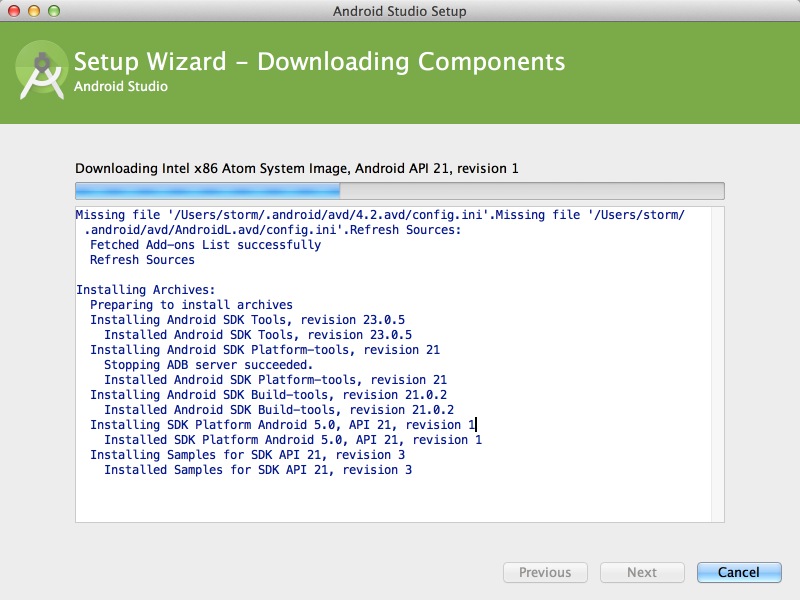 Android Studio Setup
Setup Wizard – Downloading Components
Android Studio
Downloading Intel x86 Atom System Image, Android API 21, revision 1
Missing file '/Users/storm/.android/avd/4.2.avd/config.ini'.Missing file '/Users/storm/
.android/avd/AndroidL.avd/config.ini'.Refresh Sources:
Fetched Add-ons List successfully
Refresh Sources
Installing Archives:
Preparing to install archives
Installing Android SDK Tools, revision 23.0.5
Installed Android SDK Tools, revision 23.0.5
Installing Android SDK Platform-tools, revision 21
Stopping ADB server succeeded.
Installed Android SDK Platform-tools, revision 21
Installing Android SDK Build-tools, revision 21.0.2
Installed Android SDK Build-tools, revision 21.0.2
Installing SDK Platform Android 5.0, API 21, revision 1
Installed SDK Platform Android 5.0, API 21, revision 1
Installing Samples for SDK API 21, revision 3
Installed Samples for SDK API 21, revision 3
Previous Next Cancel